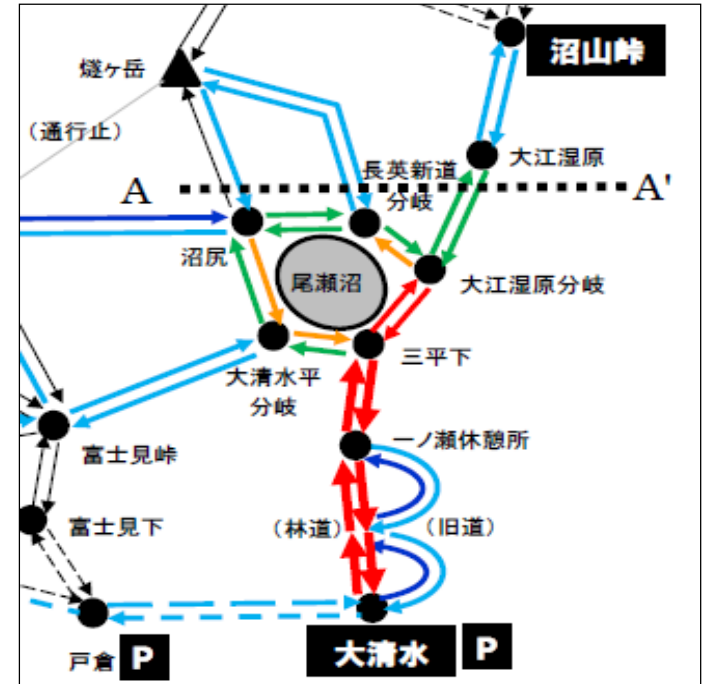 沼山峠
燧ヶ岳
(通行止)
大江湿原
長英新道
分岐
A
A'
沼尻
尾瀬沼
大江湿原分岐
三平下
大清水平
分岐
一ノ瀬休憩所
富士見峠
富士見下
(林道)
(旧道)
戸倉 P
大清水 P